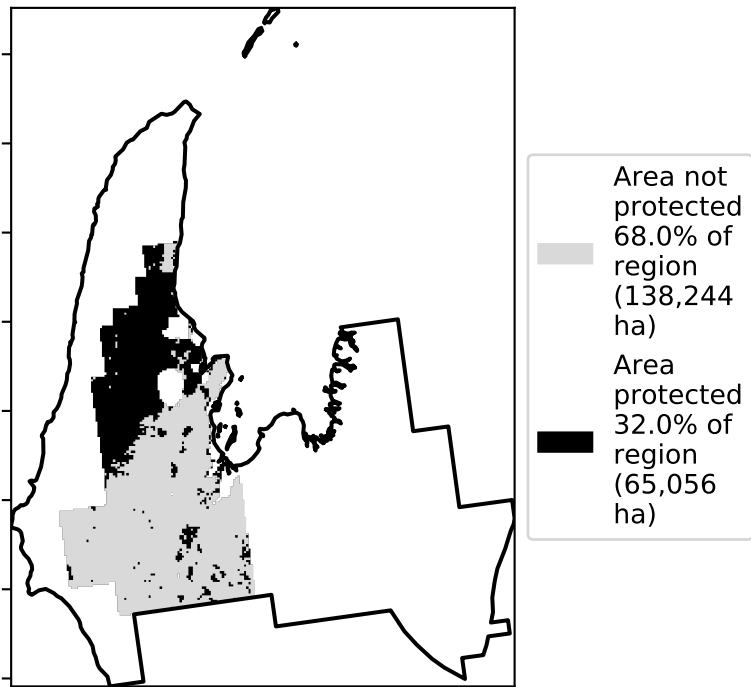 Area not
protected
68.0% of
region
(138,244
ha)
Area
protected
32.0% of
region
(65,056
ha)